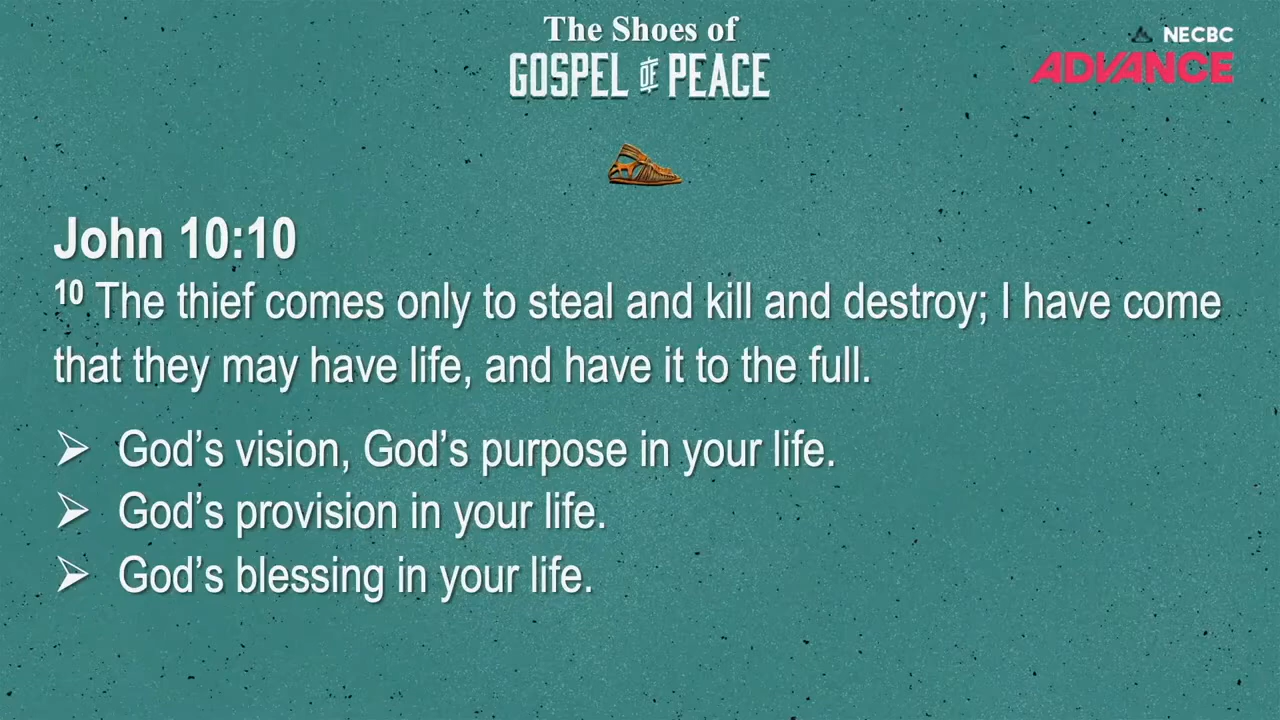 The Shoes of
GOSPEL OF PEACE
NECBC
ADVANCE
John 10:10
10 The thief comes only to steal and kill and destroy; I have come
that they may have life, and have it to the full.
➢ God’s vision, God’s purpose in your life.
➢ God’s provision in your life.
➢ God’s blessing in your life.